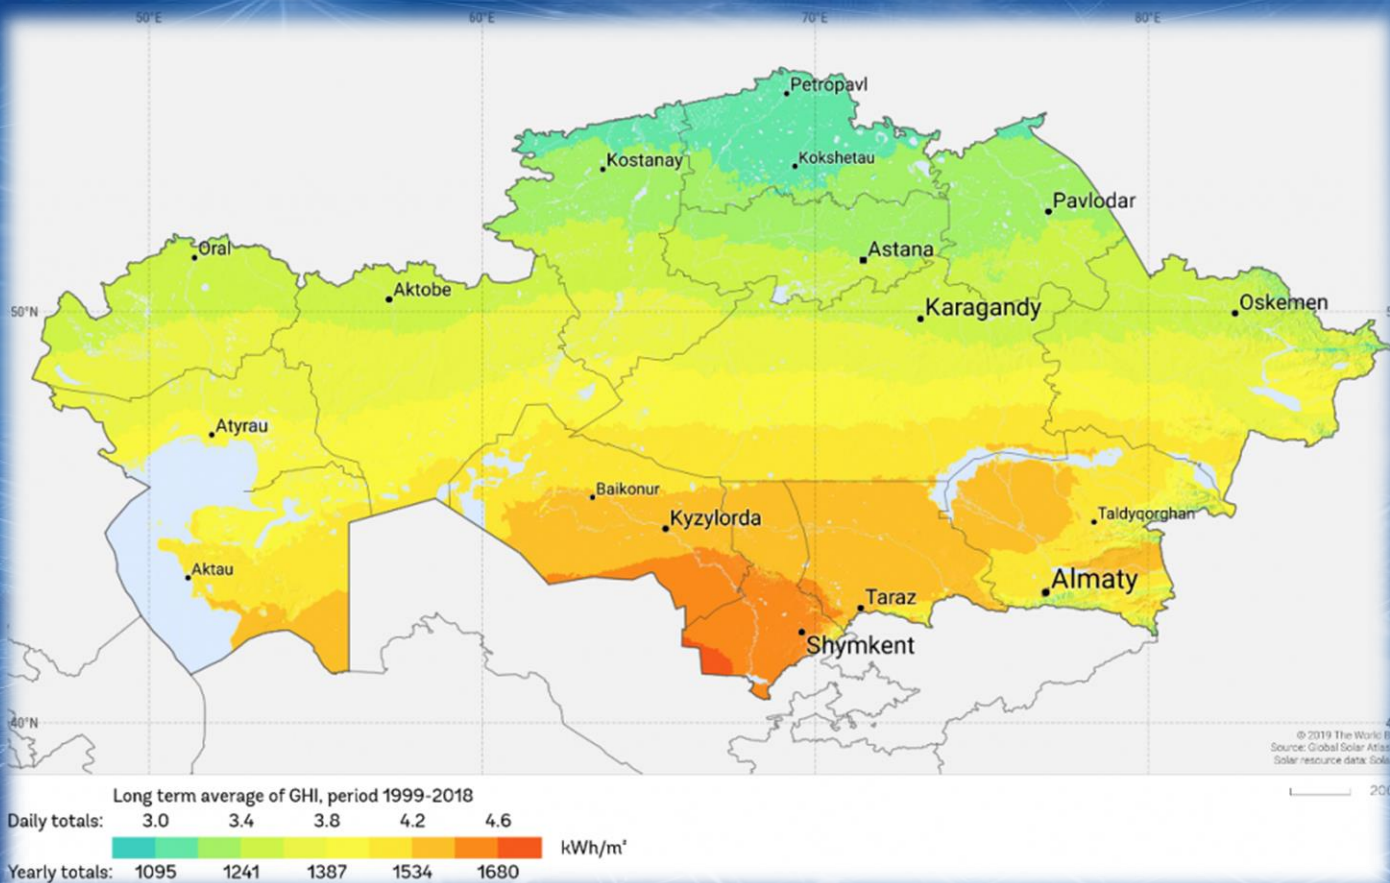 50°E 60°E 70°E 80°E
Petropavl
Kostanay
Kokshetau
Pavlodar
Oral
Astana
Aktobe
Oskemen
50°N
Karagandy
Atyrau
Baikonur
Kyzylorda
Taldyqorghan
Aktau
Almaty
Taraz
Shymkent
40°N
© 2019 The World B
Source: Global Solar Atlas
Solar resource data: Sola
200
Long term average of GHI, period 1999-2018
Daily totals: 3.0 3.4 3.8 4.2 4.6
kWh/m²
Yearly totals: 1095 1241 1387 1534 1680